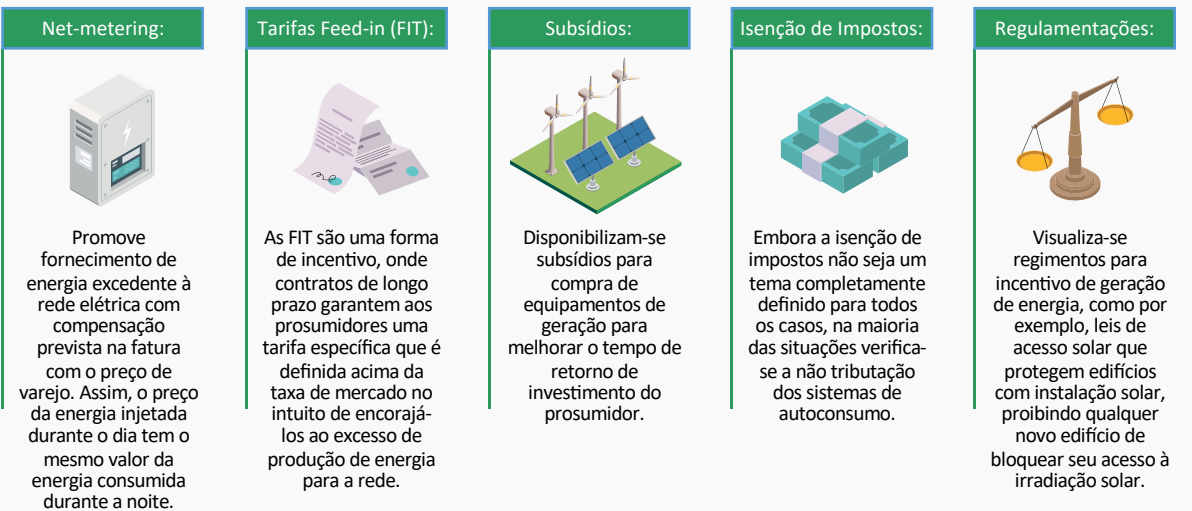 Net-metering:
Promove
fornecimento de
energia excedente à
rede elétrica com
compensação
prevista na fatura
com o preço de
varejo. Assim, o preço
da energia injetada
durante o dia tem o
mesmo valor da
energia consumida
durante a noite.
Tarifas Feed-in (FIT):
As FIT são uma forma
de incentivo, onde
contratos de longo
prazo garantem aos
prosumidores uma
tarifa específica que é
definida acima da
taxa de mercado no
intuito de encorajá-
los ao excesso de
produção de energia
para a rede.
Subsídios:
Disponibilizam-se
subsídios para
compra de
equipamentos de
geração para
melhorar o tempo de
retorno de
investimento do
prosumidor.
Isenção de Impostos:
Embora a isenção de
impostos não seja um
tema completamente
definido para todos
os casos, na maioria
das situações verifica-
se a não tributação
dos sistemas de
autoconsumo.
Regulamentações:
Visualiza-se
regimentos para
incentivo de geração
de energia, como por
exemplo, leis de
acesso solar que
protegem edifícios
com instalação solar,
proibindo qualquer
novo edifício de
bloquear seu acesso à
irradiação solar.